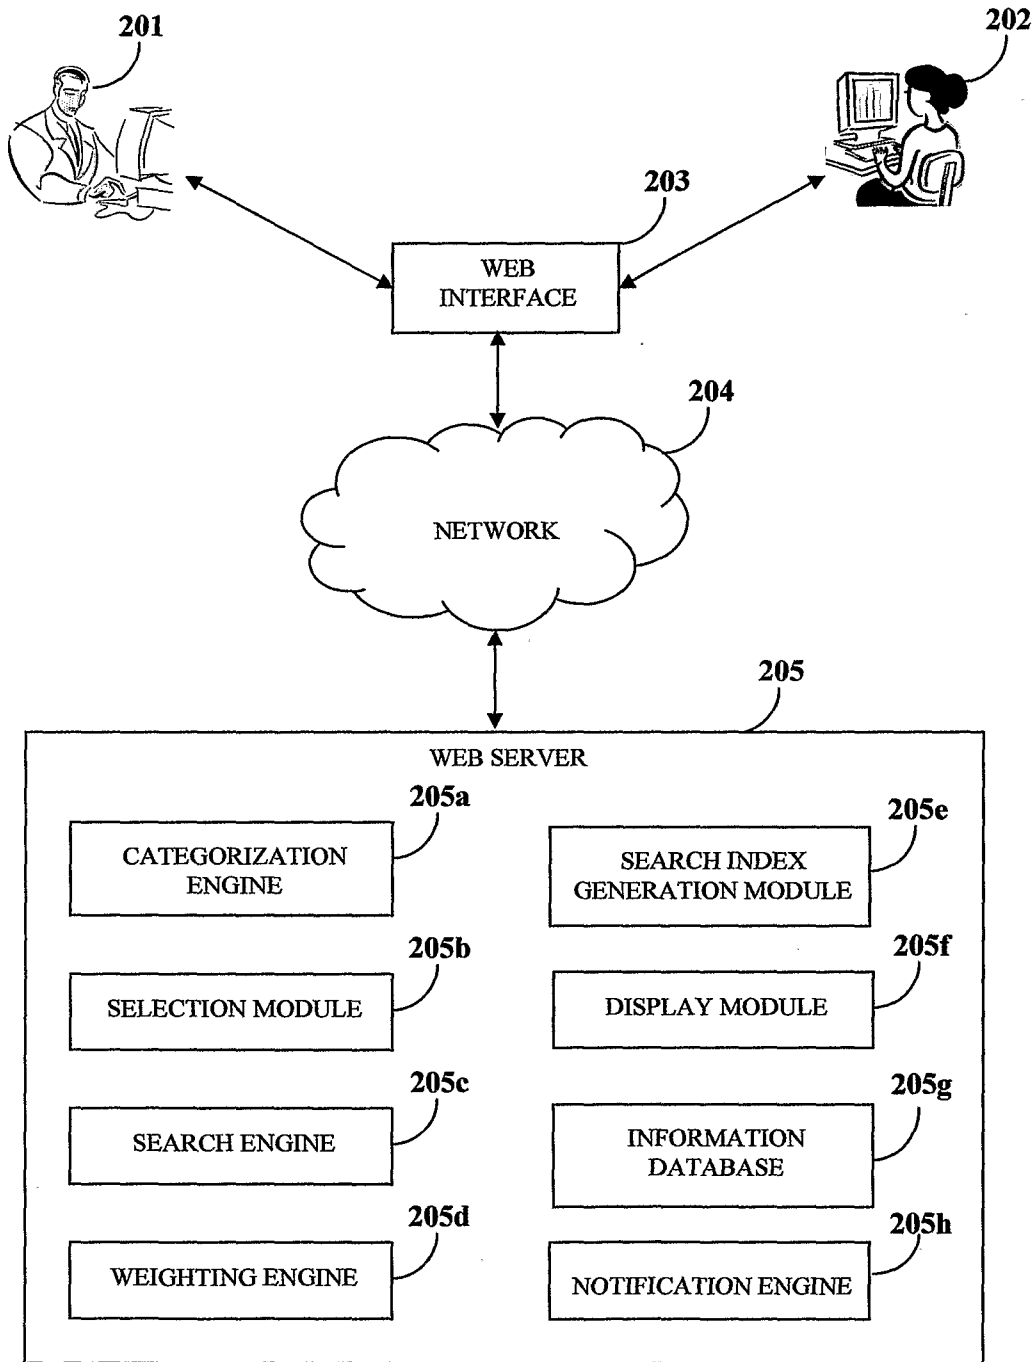 201
202
203
WEB
INTERFACE
204
NETWORK
205
WEB SERVER
205a
CATEGORIZATION
ENGINE
205e
SEARCH INDEX
GENERATION MODULE
205b
SELECTION MODULE
205f
DISPLAY MODULE
205c
SEARCH ENGINE
205g
INFORMATION
DATABASE
205d
WEIGHTING ENGINE
205h
NOTIFICATION ENGINE